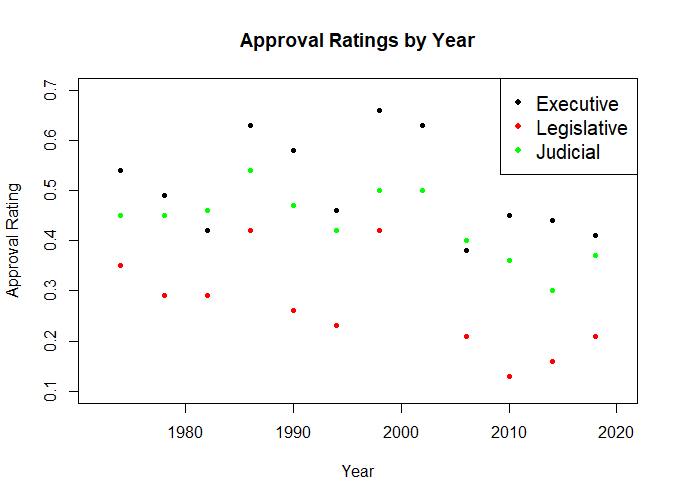 Approval Ratings by Year
Executive
Legislative
Judicial
Approval Rating
0.7
0.6
0.5
0.4
0.3
0.2
0.1
1980 1990 2000 2010 2020
Year